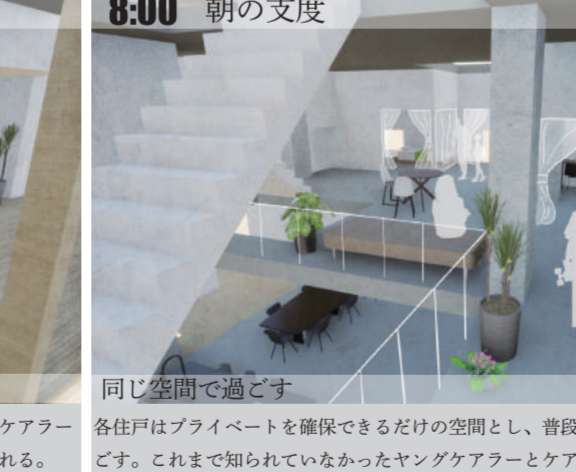 8:00 朝の支度
同じ空間で過ごす
ケアラー
れる。
各住戸はプライベートを確保できるだけの空間とし、普段
ごす。これまで知られていなかったヤングケアラーとケア